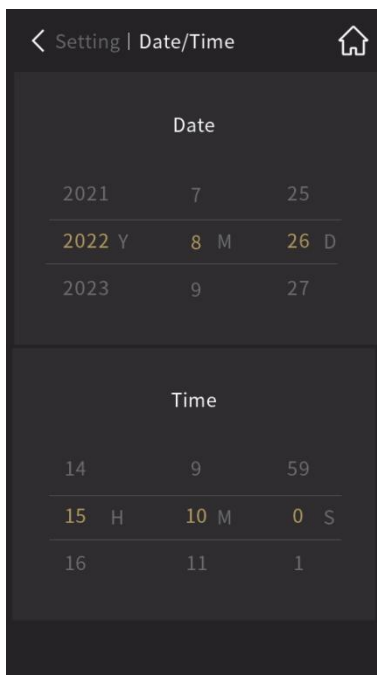 Setting | Date/Time
Date
2021 7 25
2022 Y 8 M 26 D
2023 9 27
Time
14 9 59
15 H 10 M 0 S
16 11 1